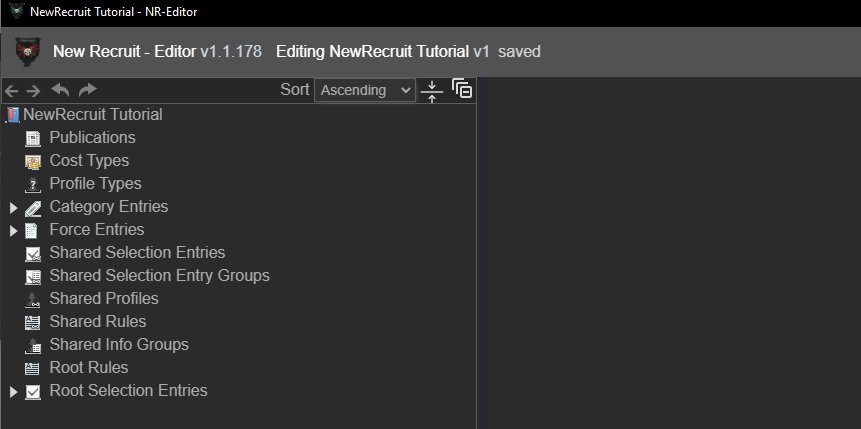 NewRecruit Tutorial - NR-Editor
New Recruit - Editor v1.1.178 Editing NewRecruit Tutorial v1 saved
Sort Ascending
NewRecruit Tutorial
Publications
Cost Types
Profile Types
Category Entries
Force Entries
Shared Selection Entries
Shared Selection Entry Groups
Shared Profiles
Shared Rules
Shared Info Groups
Root Rules
Root Selection Entries